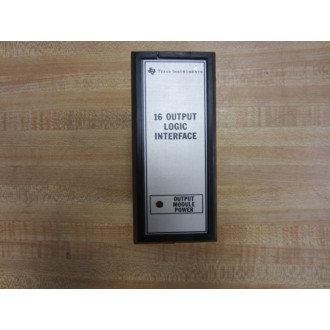 TEXAS INSTRUMENTS
16 OUTPUT
LOGIC
INTERFACE
OUTPUT
MODULE
POWER